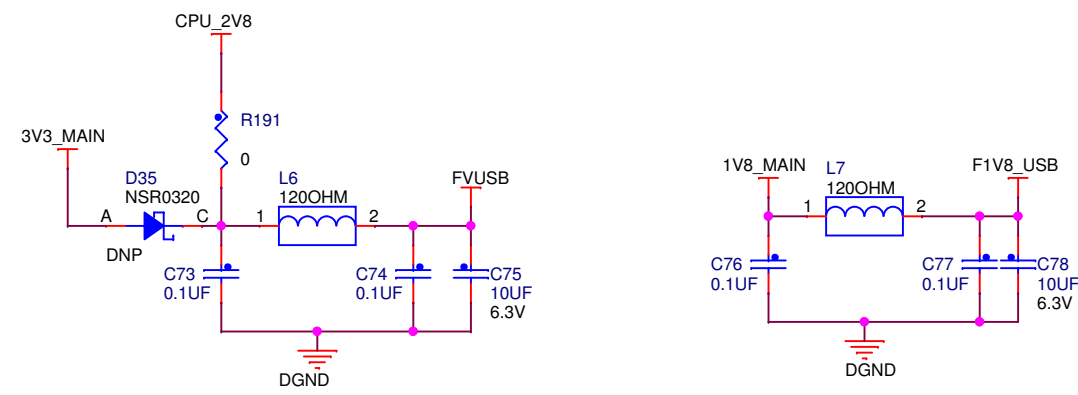 CPU_2V8
R191
0
3V3_MAIN
D35
NSR0320
A
C
DNP
L6
120OHM
1
2
FVUSB
C73
0.1UF
C74
0.1UF
C75
10UF
6.3V
DGND
1V8_MAIN
L7
120OHM
1
2
F1V8_USB
C76
0.1UF
C77
0.1UF
C78
10UF
6.3V
DGND